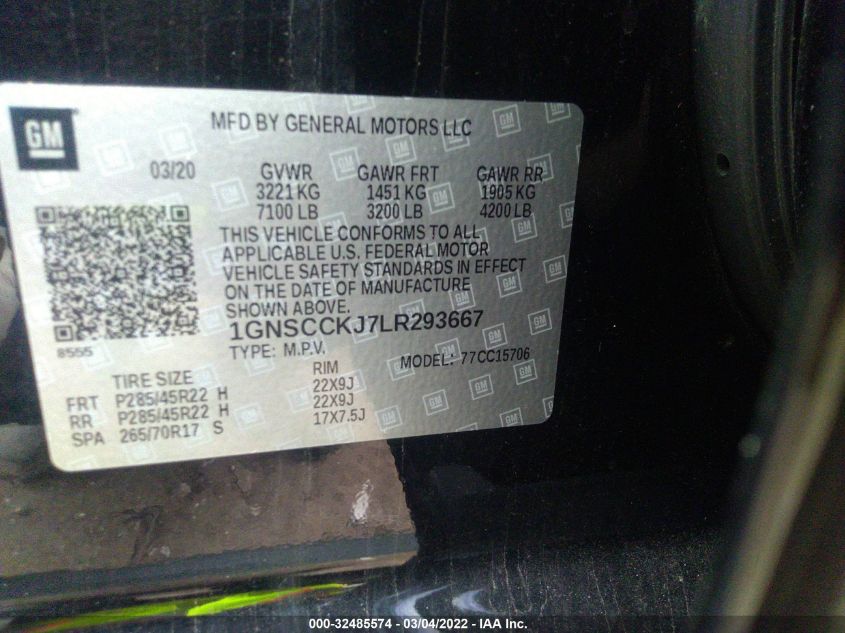 GM
MFD BY GENERAL MOTORS LLC
03/20 GVWR GAWR FRT GAWR RR
3221 KG 1451 KG 1905 KG
7100 LB 3200 LB 4200 LB
THIS VEHICLE CONFORMS TO ALL
APPLICABLE U.S. FEDERAL MOTOR
VEHICLE SAFETY STANDARDS IN EFFECT
ON THE DATE OF MANUFACTURE
SHOWN ABOVE.
1GNSCCKJ7LR293667
8555
TYPE: M.P.V. MODEL: 77CC15706
TIRE SIZE RIM
FRT P285/45R22 H 22X9J
RR P285/45R22 H 22X9J
SPA 265/70R17 S 17X7.5J
000-32485574 - 03/04/2022 - IAA Inc.